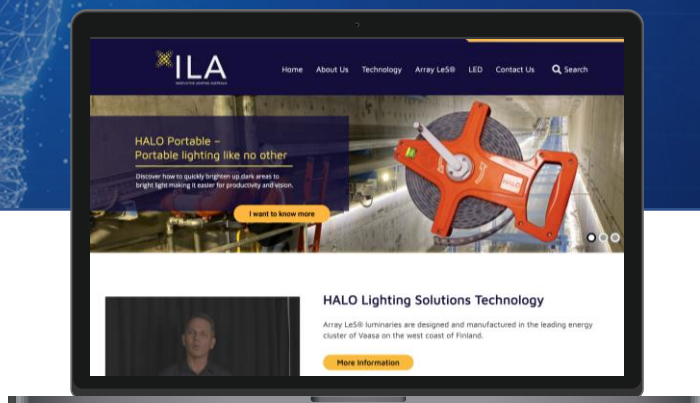 ILA
INNOVATIVE LIGHTING AUSTRALIA
Home About Us Technology Array LeS® LED Contact Us Search
HALO Portable –
Portable lighting like no other
Discover how to quickly brighten up dark areas to
bright light making it easier for productivity and vision.
I want to know more
HALO
HALO Lighting Solutions Technology
Array LeS® luminaries are designed and manufactured in the leading energy
cluster of Vaasa on the west coast of Finland.
More Information